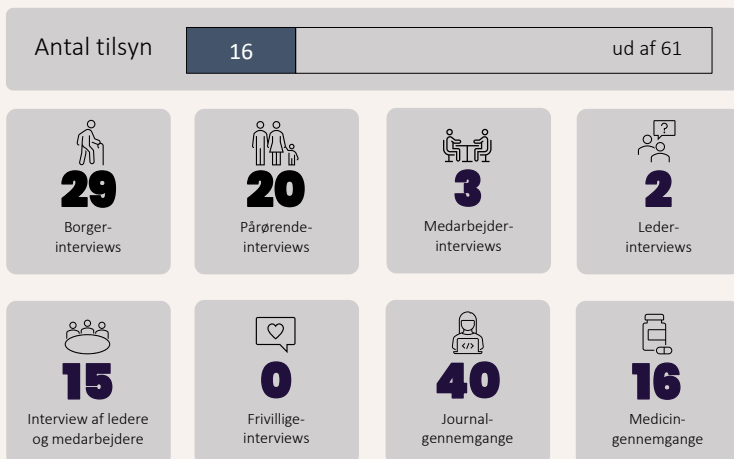 Antal tilsyn
16
ud af 61
29
Borger-
interviews
20
Pårørende-
interviews
3
Medarbejder-
interviews
?
2
Leder-
interviews
15
Interview af ledere
og medarbejdere
0
Frivillige-
interviews
</>
40
Journal-
gennemgange
16
Medicin-
gennemgange